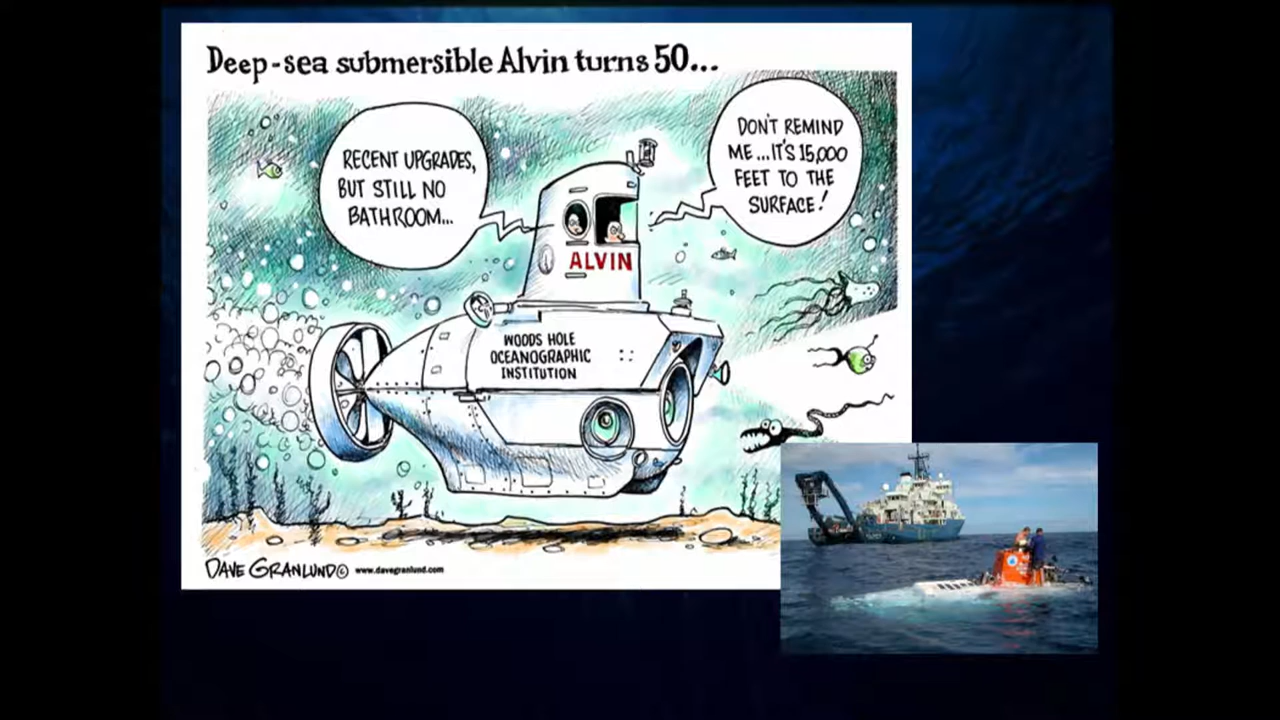 Deep-sea submersible Alvin turns 50...
RECENT UPGRADES,
BUT STILL NO
BATHROOM...
DON'T REMIND
ME...IT'S 15,000
FEET TO THE
SURFACE!
ALVIN
WOODS HOLE
OCEANOGRAPHIC
INSTITUTION
DAVE GRANLUND© www.davegranlund.com